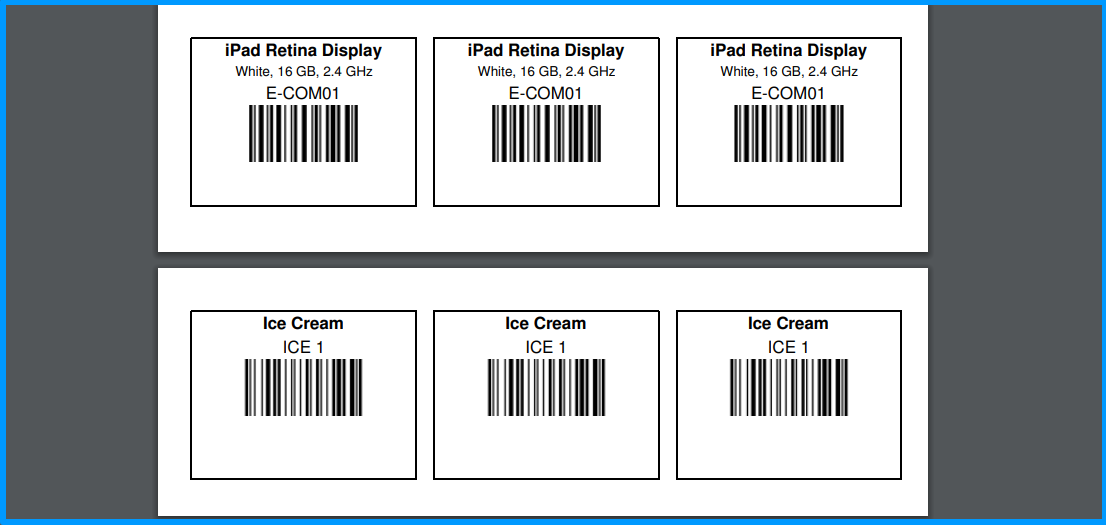 iPad Retina Display
White, 16 GB, 2.4 GHz
E-COM01
iPad Retina Display
White, 16 GB, 2.4 GHz
E-COM01
iPad Retina Display
White, 16 GB, 2.4 GHz
E-COM01
Ice Cream
ICE 1
Ice Cream
ICE 1
Ice Cream
ICE 1